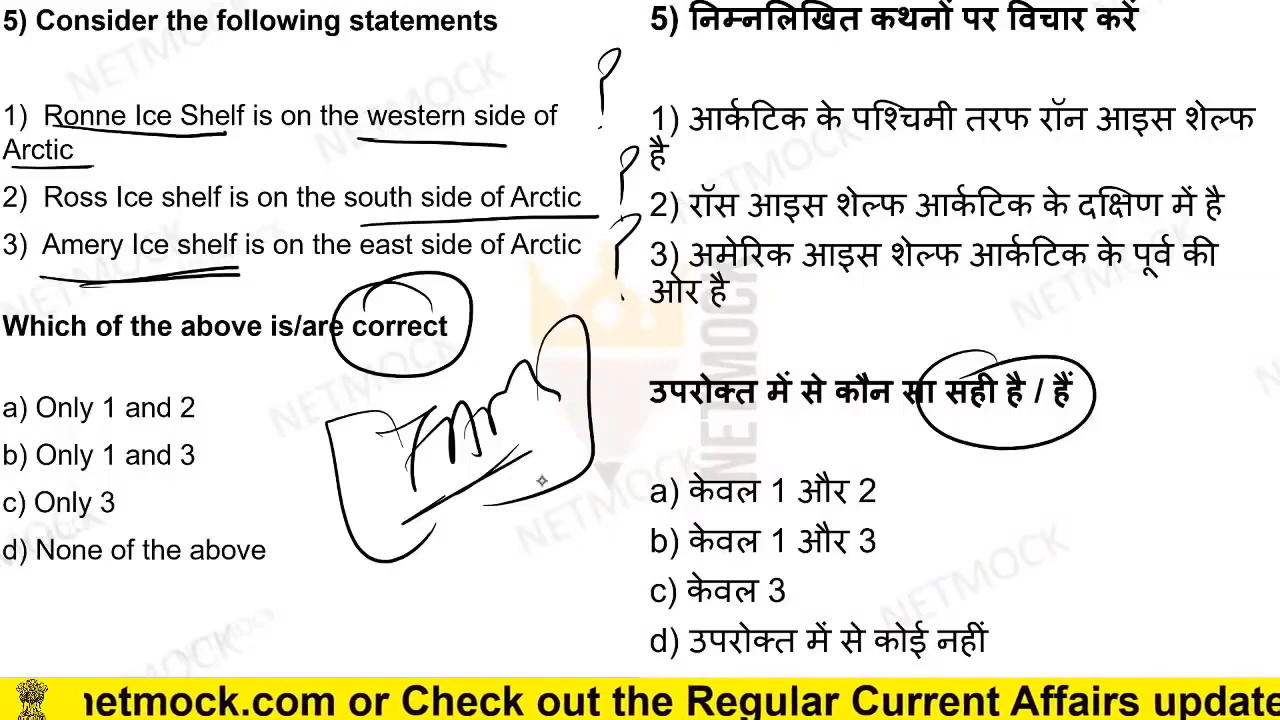 5) Consider the following statements
1) Ronne Ice Shelf is on the western side of
Arctic
2) Ross Ice shelf is on the south side of Arctic
3) Amery Ice shelf is on the east side of Arctic
Which of the above is/are correct
a) Only 1 and 2
b) Only 1 and 3
c) Only 3
d) None of the above
5) निम्नलिखित कथनों पर विचार करें
1) आर्कटिक के पश्चिमी तरफ रॉन आइस शेल्फ
है
2) रॉस आइस शेल्फ आर्कटिक के दक्षिण में है
3) अमेरिक आइस शेल्फ आर्कटिक के पूर्व की
ओर है
उपरोक्त में से कौन सा सही है / हैं
a) केवल 1 और 2
b) केवल 1 और 3
c) केवल 3
d) उपरोक्त में से कोई नहीं
NETMOCK
netmock.com or Check out the Regular Current Affairs update